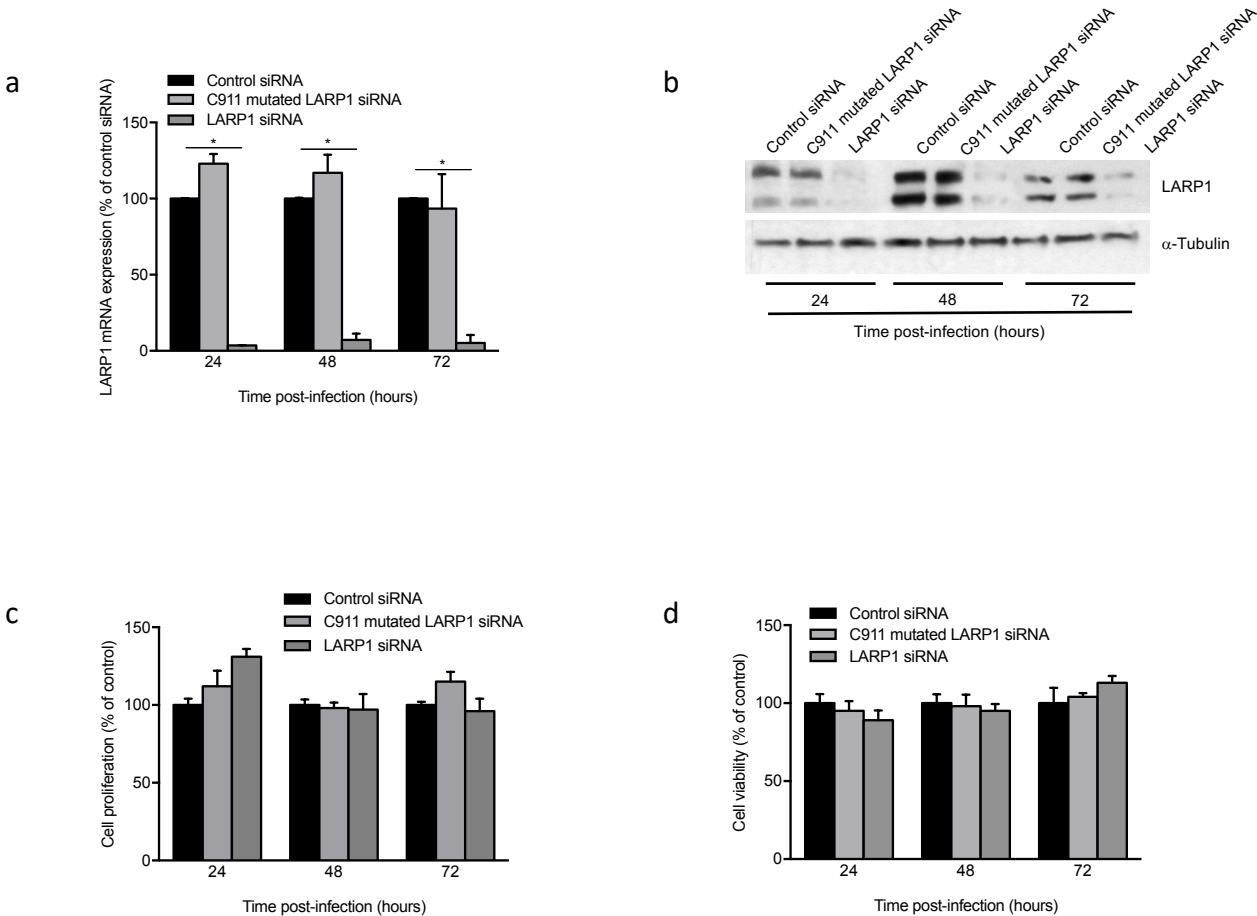 a
Control siRNA
C911 mutated LARP1 siRNA
LARP1 siRNA
LARP1 mRNA expression (% of control siRNA)
150
100
50
0
*
*
*
24
48
72
Time post-infection (hours)
b
Control siRNA
C911 mutated LARP1 siRNA
LARP1 siRNA
Control siRNA
C911 mutated LARP1 siRNA
LARP1 siRNA
Control siRNA
C911 mutated LARP1 siRNA
LARP1 siRNA
LARP1
α-Tubulin
24
48
72
Time post-infection (hours)
c
Control siRNA
C911 mutated LARP1 siRNA
LARP1 siRNA
Cell proliferation (% of control)
150
100
50
0
24
48
72
Time post-infection (hours)
d
Control siRNA
C911 mutated LARP1 siRNA
LARP1 siRNA
Cell viability (% of control)
150
100
50
0
24
48
72
Time post-infection (hours)